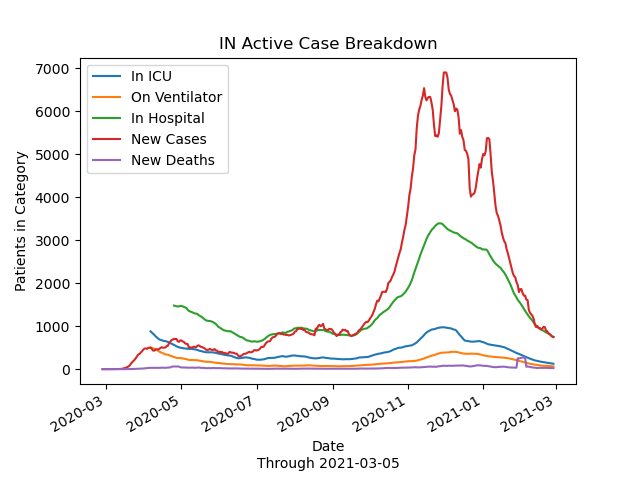 IN Active Case Breakdown
In ICU
On Ventilator
In Hospital
New Cases
New Deaths
Patients in Category
7000
6000
5000
4000
3000
2000
1000
0
2020-03
2020-05
2020-07
2020-09
2020-11
2021-01
2021-03
Date
Through 2021-03-05